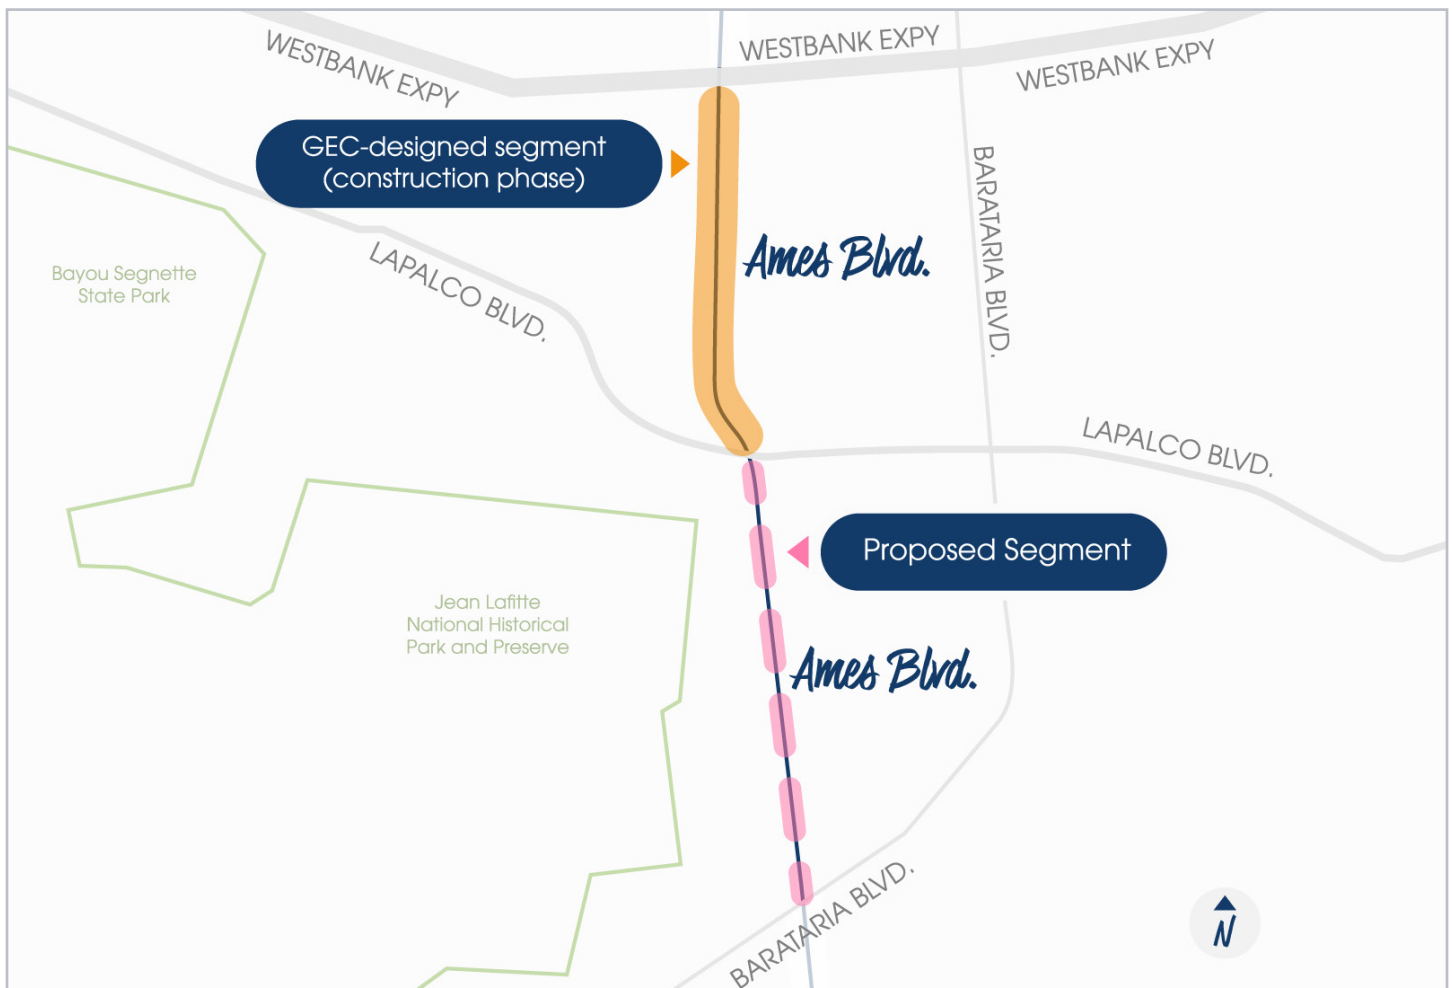 WESTBANK EXPY
WESTBANK EXPY
WESTBANK EXPY
GEC-designed segment
(construction phase)
BARATARIA BLVD.
Ames Blvd.
LAPALCO BLVD.
Bayou Segnette
State Park
LAPALCO BLVD.
Proposed Segment
Jean Lafitte
National Historical
Park and Preserve
Ames Blvd.
BARATARIA BLVD.
N